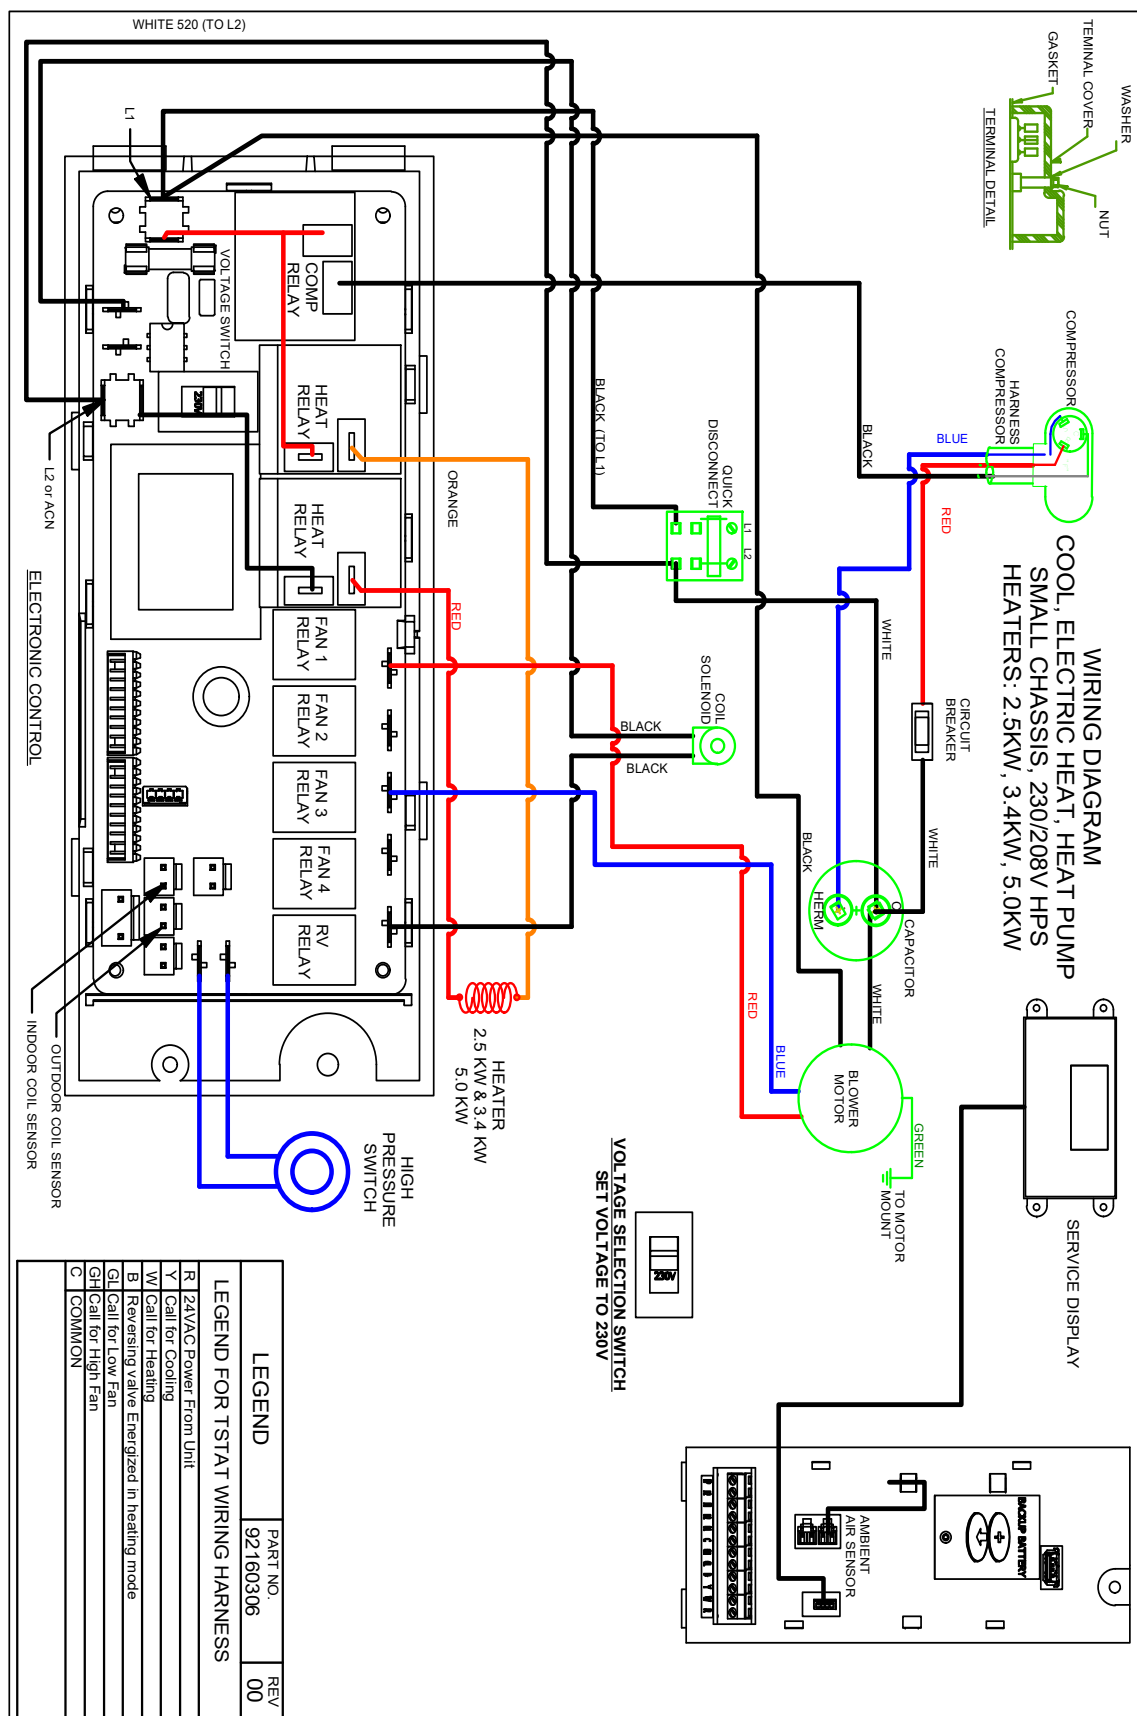 WIRING DIAGRAM
COOL, ELECTRIC HEAT, HEAT PUMP
SMALL CHASSIS, 230/208V HPS
HEATERS: 2.5KW, 3.4KW, 5.0KW
WASHER
TEMINAL COVER
GASKET
NUT
TERMINAL DETAIL
COMPRESSOR
COMPRESSOR
HARNESS
BLUE
BLACK
RED
CIRCUIT
BREAKER
WHITE
WHITE
CAPACITOR
C
HERM
WHITE
BLACK
QUICK
DISCONNECT
L1
L2
BLACK (TO L1)
WHITE 520 (TO L2)
COIL
SOLENOID
BLACK
BLACK
RED
BLUE
BLOWER
MOTOR
GREEN
TO MOTOR
MOUNT
SERVICE DISPLAY
L1
VOLTAGE SWITCH
230V
COMP
RELAY
HEAT
RELAY
HEAT
RELAY
FAN 1
RELAY
FAN 2
RELAY
FAN 3
RELAY
FAN 4
RELAY
RV
RELAY
ORANGE
RED
L2 or ACN
ELECTRONIC CONTROL
HEATER
2.5 KW & 3.4 KW
5.0 KW
HIGH
PRESSURE
SWITCH
OUTDOOR COIL SENSOR
INDOOR COIL SENSOR
230V
VOLTAGE SELECTION SWITCH
SET VOLTAGE TO 230V
BACKUP BATTERY
AMBIENT
AIR SENSOR
LEGEND
PART NO.
92160306
REV
00
LEGEND FOR TSTAT WIRING HARNESS
R 24VAC Power From Unit
Y Call for Cooling
W Call for Heating
B Reversing valve Energized in heating mode
GL Call for Low Fan
GH Call for High Fan
C COMMON